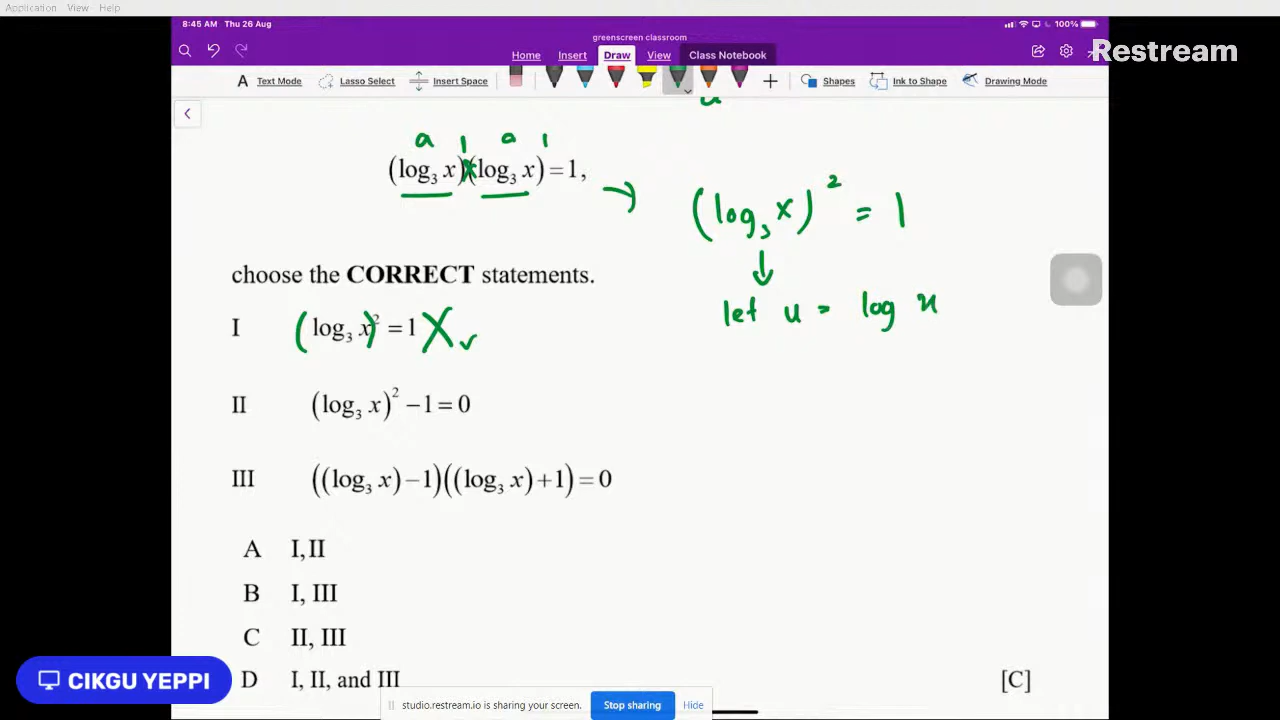 Application View Help
8:45 AM Thu 26 Aug
100%
greenscreen classroom
Home Insert Draw View Class Notebook
Restream
Text Mode Lasso Select Insert Space Shapes Ink to Shape Drawing Mode
u
a 1 a 1
(log₃ x)x(log₃ x) = 1,
(log₃ x)² = 1
choose the CORRECT statements.
let u = log x
I (log₃ x)² = 1 X
II (log₃ x)² − 1 = 0
III ((log₃ x) − 1)((log₃ x) + 1) = 0
A I, II
B I, III
C II, III
D I, II, and III
[C]
CIKGU YEPPI
studio.restream.io is sharing your screen. Stop sharing Hide